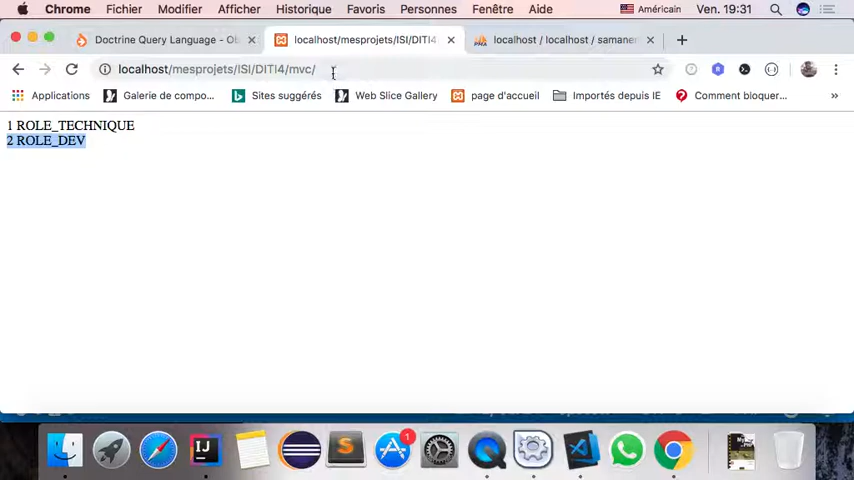 Chrome Fichier Modifier Afficher Historique Favoris Personnes Fenêtre Aide Américain Ven. 19:31
Doctrine Query Language - Ob localhost/mesprojets/ISI/DITI4 localhost / localhost / samaner
localhost/mesprojets/ISI/DITI4/mvc/
Applications Galerie de compo... Sites suggérés Web Slice Gallery page d'accueil Importés depuis IE Comment bloquer... »
1 ROLE_TECHNIQUE
2 ROLE_DEV